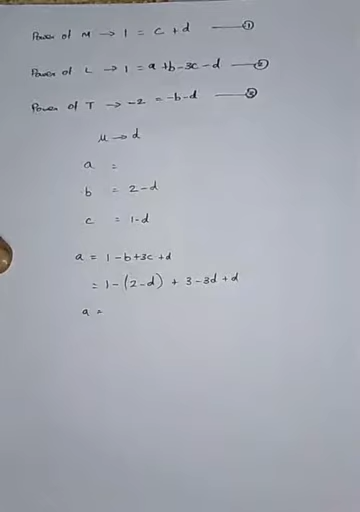 Power of M → 1 = c + d —— ①
Power of L → 1 = a + b - 3c - d —— ②
Power of T → -2 = -b - d —— ③
μ → d
a =
b = 2 - d
c = 1 - d
a = 1 - b + 3c + d
= 1 - (2 - d) + 3 - 3d + d
a =